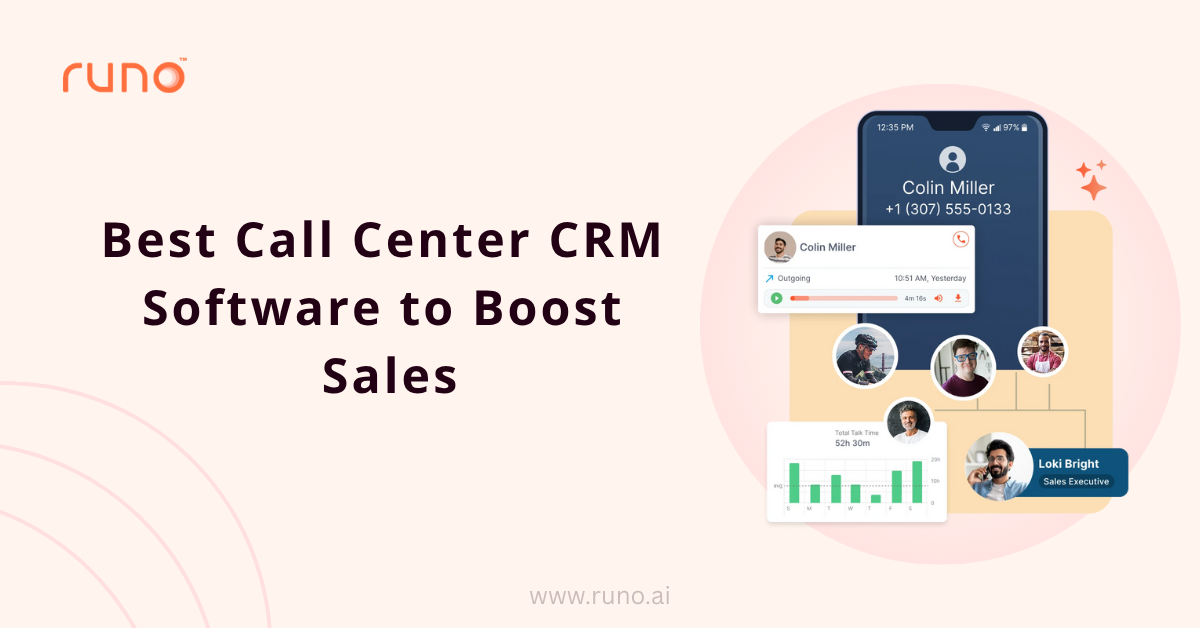 runo™
Best Call Center CRM
Software to Boost
Sales
12:35 PM 97%
Colin Miller
+1 (307) 555-0133
Colin Miller
Outgoing 10:51 AM, Yesterday
4m 16s
Total Talk Time
52h 30m
20h
10h
0
S M T W T F S
Loki Bright
Sales Executive
www.runo.ai